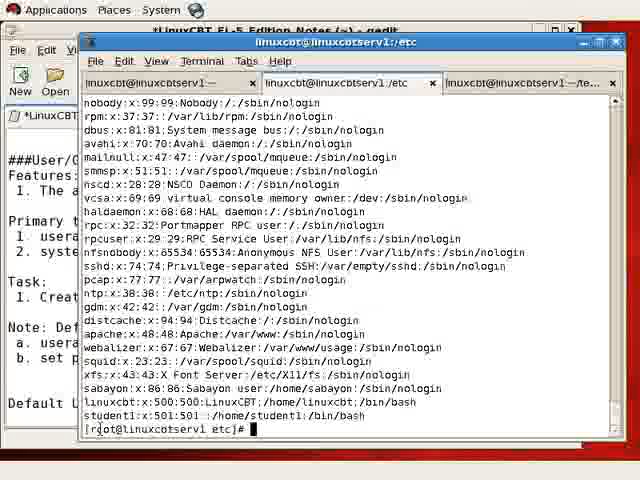 Applications Places System
*LinuxCBT EL-5 Edition Notes (~) - gedit
linuxcbt@linuxcbtserv1:/etc
File Edit
File Edit View Terminal Tabs Help
New Open
linuxcbt@linuxcbtserv1:~
linuxcbt@linuxcbtserv1:/etc
linuxcbt@linuxcbtserv1:~/te...
*LinuxCBT
###User/G
Features:
1. The a
Primary t
1. usera
2. syste
Task:
1. Creat
Note: Def
a. usera
b. set p
Default L
nobody:x:99:99:Nobody:/:/sbin/nologin
rpm:x:37:37::/var/lib/rpm:/sbin/nologin
dbus:x:81:81:System message bus:/:/sbin/nologin
avahi:x:70:70:Avahi daemon:/:/sbin/nologin
mailnull:x:47:47::/var/spool/mqueue:/sbin/nologin
smmsp:x:51:51::/var/spool/mqueue:/sbin/nologin
nscd:x:28:28:NSCD Daemon:/:/sbin/nologin
vcsa:x:69:69:virtual console memory owner:/dev:/sbin/nologin
haldaemon:x:68:68:HAL daemon:/:/sbin/nologin
rpc:x:32:32:Portmapper RPC user:/:/sbin/nologin
rpcuser:x:29:29:RPC Service User:/var/lib/nfs:/sbin/nologin
nfsnobody:x:65534:65534:Anonymous NFS User:/var/lib/nfs:/sbin/nologin
sshd:x:74:74:Privilege-separated SSH:/var/empty/sshd:/sbin/nologin
pcap:x:77:77::/var/arpwatch:/sbin/nologin
ntp:x:38:38::/etc/ntp:/sbin/nologin
gdm:x:42:42::/var/gdm:/sbin/nologin
distcache:x:94:94:Distcache:/:/sbin/nologin
apache:x:48:48:Apache:/var/www:/sbin/nologin
webalizer:x:67:67:Webalizer:/var/www/usage:/sbin/nologin
squid:x:23:23::/var/spool/squid:/sbin/nologin
xfs:x:43:43:X Font Server:/etc/X11/fs:/sbin/nologin
sabayon:x:86:86:Sabayon user:/home/sabayon:/sbin/nologin
linuxcbt:x:500:500:LinuxCBT:/home/linuxcbt:/bin/bash
student1:x:501:501::/home/student1:/bin/bash
[root@linuxcbtserv1 etc]#